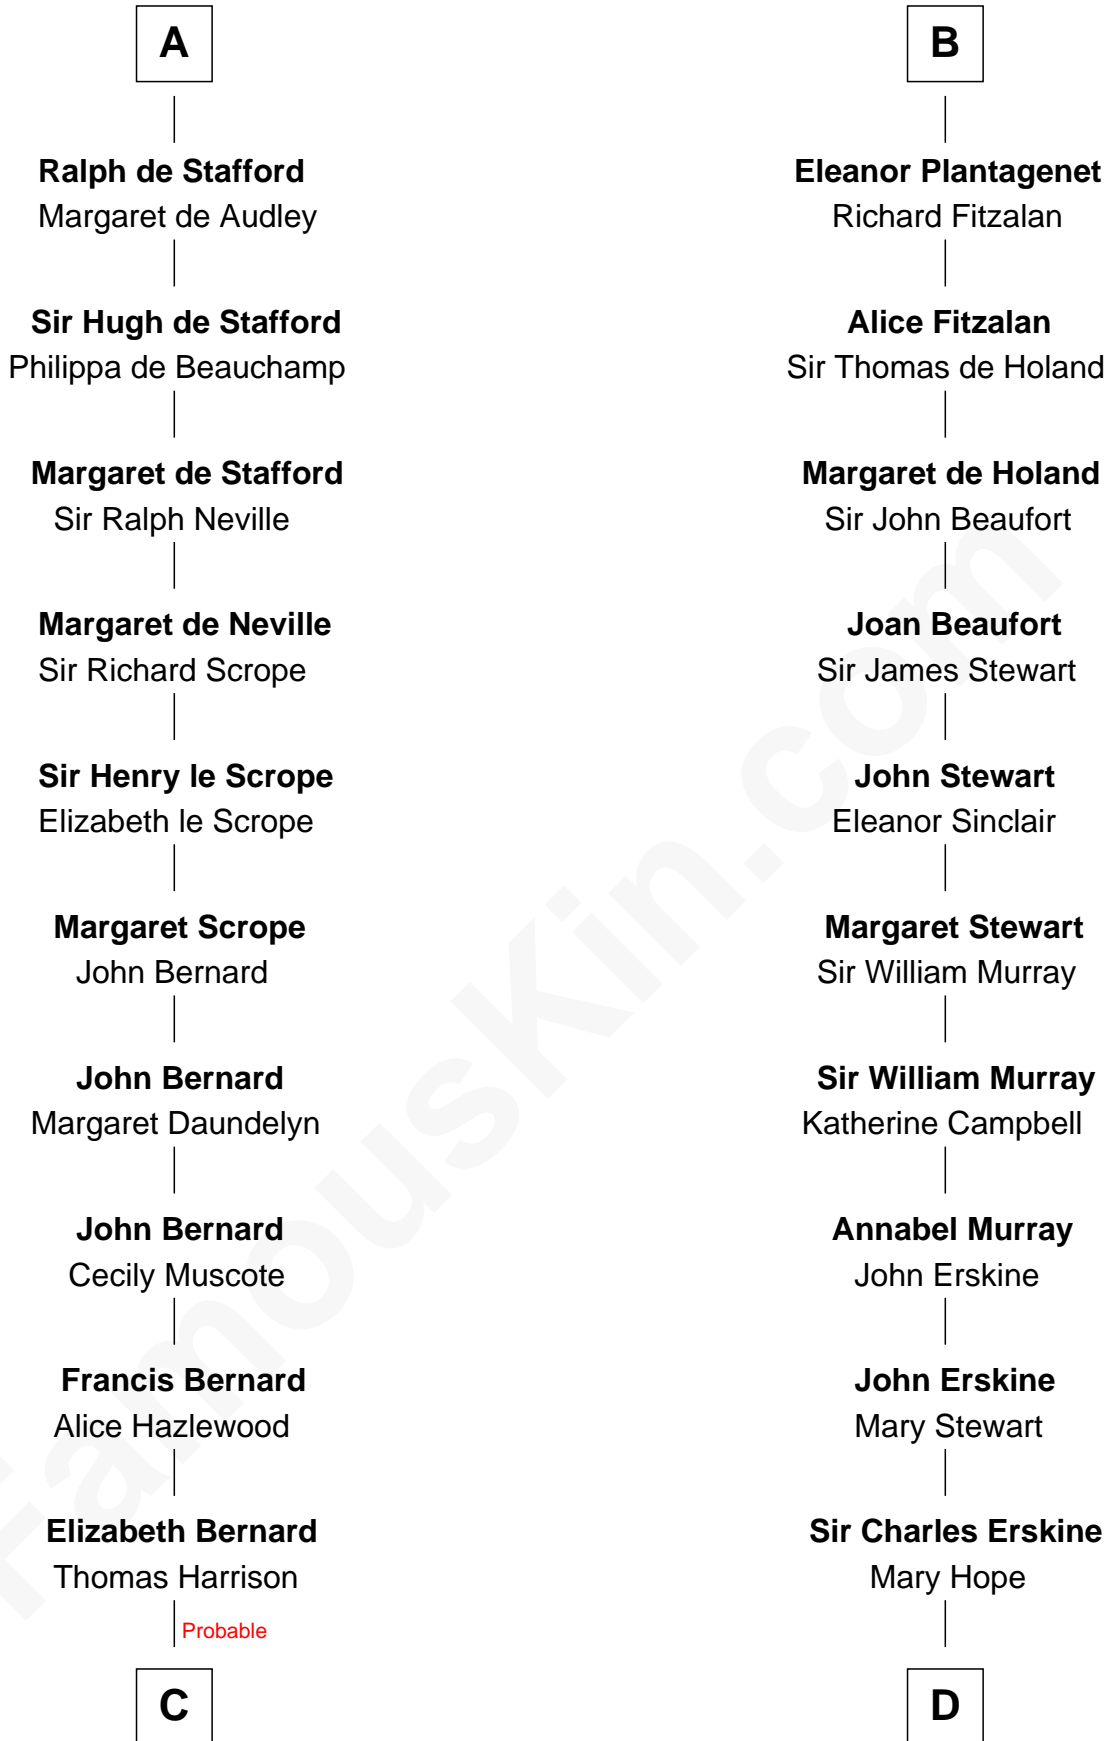 A
Ralph de Stafford
Margaret de Audley
Sir Hugh de Stafford
Philippa de Beauchamp
Margaret de Stafford
Sir Ralph Neville
Margaret de Neville
Sir Richard Scrope
Sir Henry le Scrope
Elizabeth le Scrope
Margaret Scrope
John Bernard
John Bernard
Margaret Daundelyn
John Bernard
Cecily Muscote
Francis Bernard
Alice Hazlewood
Elizabeth Bernard
Thomas Harrison
Probable
C
B
Eleanor Plantagenet
Richard Fitzalan
Alice Fitzalan
Sir Thomas de Holand
Margaret de Holand
Sir John Beaufort
Joan Beaufort
Sir James Stewart
John Stewart
Eleanor Sinclair
Margaret Stewart
Sir William Murray
Sir William Murray
Katherine Campbell
Annabel Murray
John Erskine
John Erskine
Mary Stewart
Sir Charles Erskine
Mary Hope
D
FamousKin.com